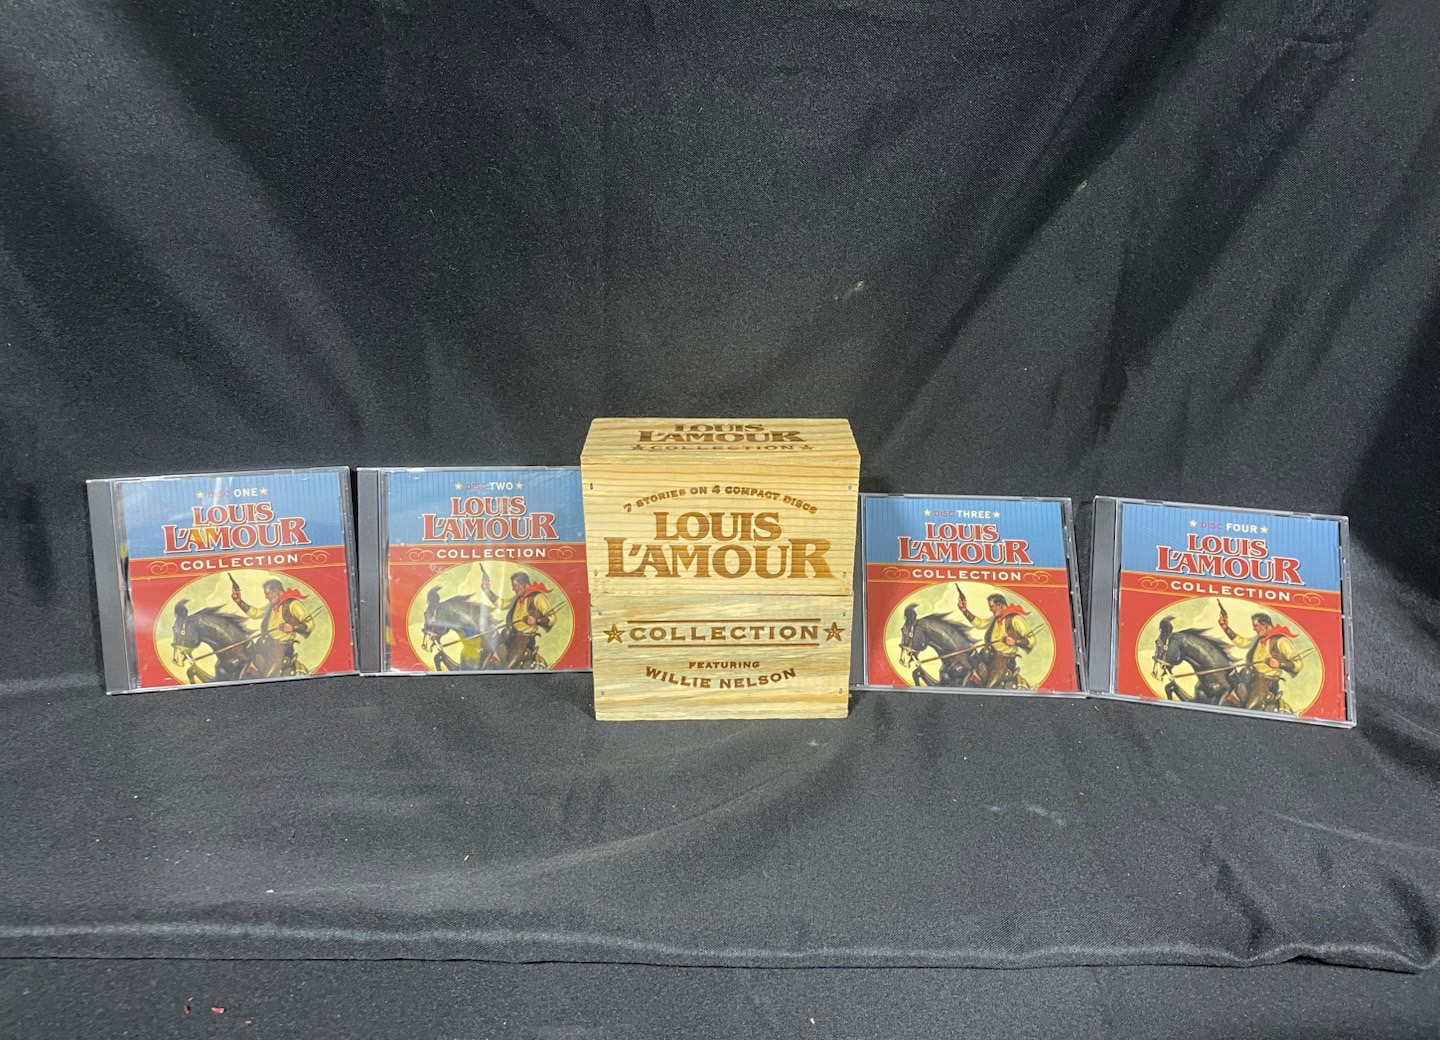 ★ DISC ONE ★
LOUIS
L'AMOUR
COLLECTION
★ DISC TWO ★
LOUIS
L'AMOUR
COLLECTION
LOUIS
L'AMOUR
★ COLLECTION ★
7 STORIES ON 4 COMPACT DISCS
LOUIS
L'AMOUR
★ COLLECTION ★
FEATURING
WILLIE NELSON
★ DISC THREE ★
LOUIS
L'AMOUR
COLLECTION
★ DISC FOUR ★
LOUIS
L'AMOUR
COLLECTION